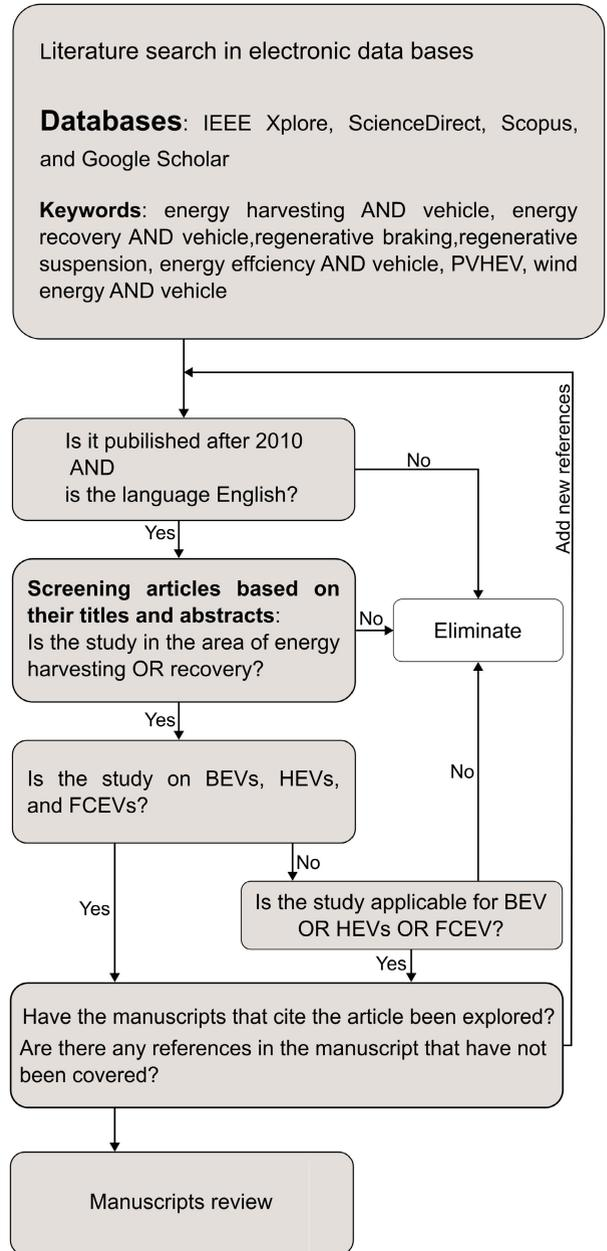 Literature search in electronic data bases
Databases: IEEE Xplore, ScienceDirect, Scopus,
and Google Scholar
Keywords: energy harvesting AND vehicle, energy
recovery AND vehicle,regenerative braking,regenerative
suspension, energy effciency AND vehicle, PVHEV, wind
energy AND vehicle
Add new references
Is it pubilished after 2010
AND
is the language English?
No
Yes
Screening articles based on
their titles and abstracts:
Is the study in the area of energy
harvesting OR recovery?
No
Eliminate
Yes
Is the study on BEVs, HEVs,
and FCEVs?
No
No
Yes
Is the study applicable for BEV
OR HEVs OR FCEV?
Yes
Have the manuscripts that cite the article been explored?
Are there any references in the manuscript that have not
been covered?
Manuscripts review